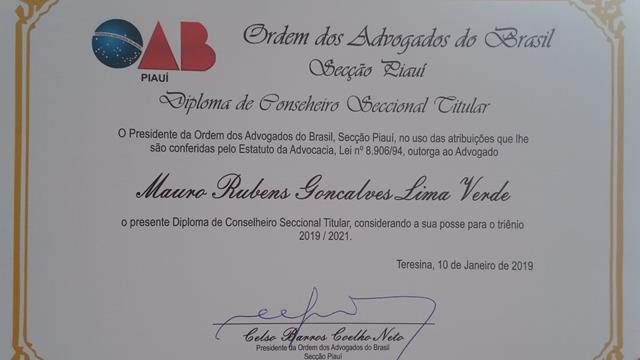 OAB
PIAUÍ
Ordem dos Advogados do Brasil
Secção Piauí
Diploma de Conseheiro Seccional Titular
O Presidente da Ordem dos Advogados do Brasil, Secção Piauí, no uso das atribuições que lhe
são conferidas pelo Estatuto da Advocacia, Lei nº 8.906/94, outorga ao Advogado
Mauro Rubens Goncalves Lima Verde
o presente Diploma de Conselheiro Seccional Titular, considerando a sua posse para o triênio
2019 / 2021.
Teresina, 10 de Janeiro de 2019
Celso Barros Coelho Neto
Presidente da Ordem dos Advogados do Brasil
Secção Piauí